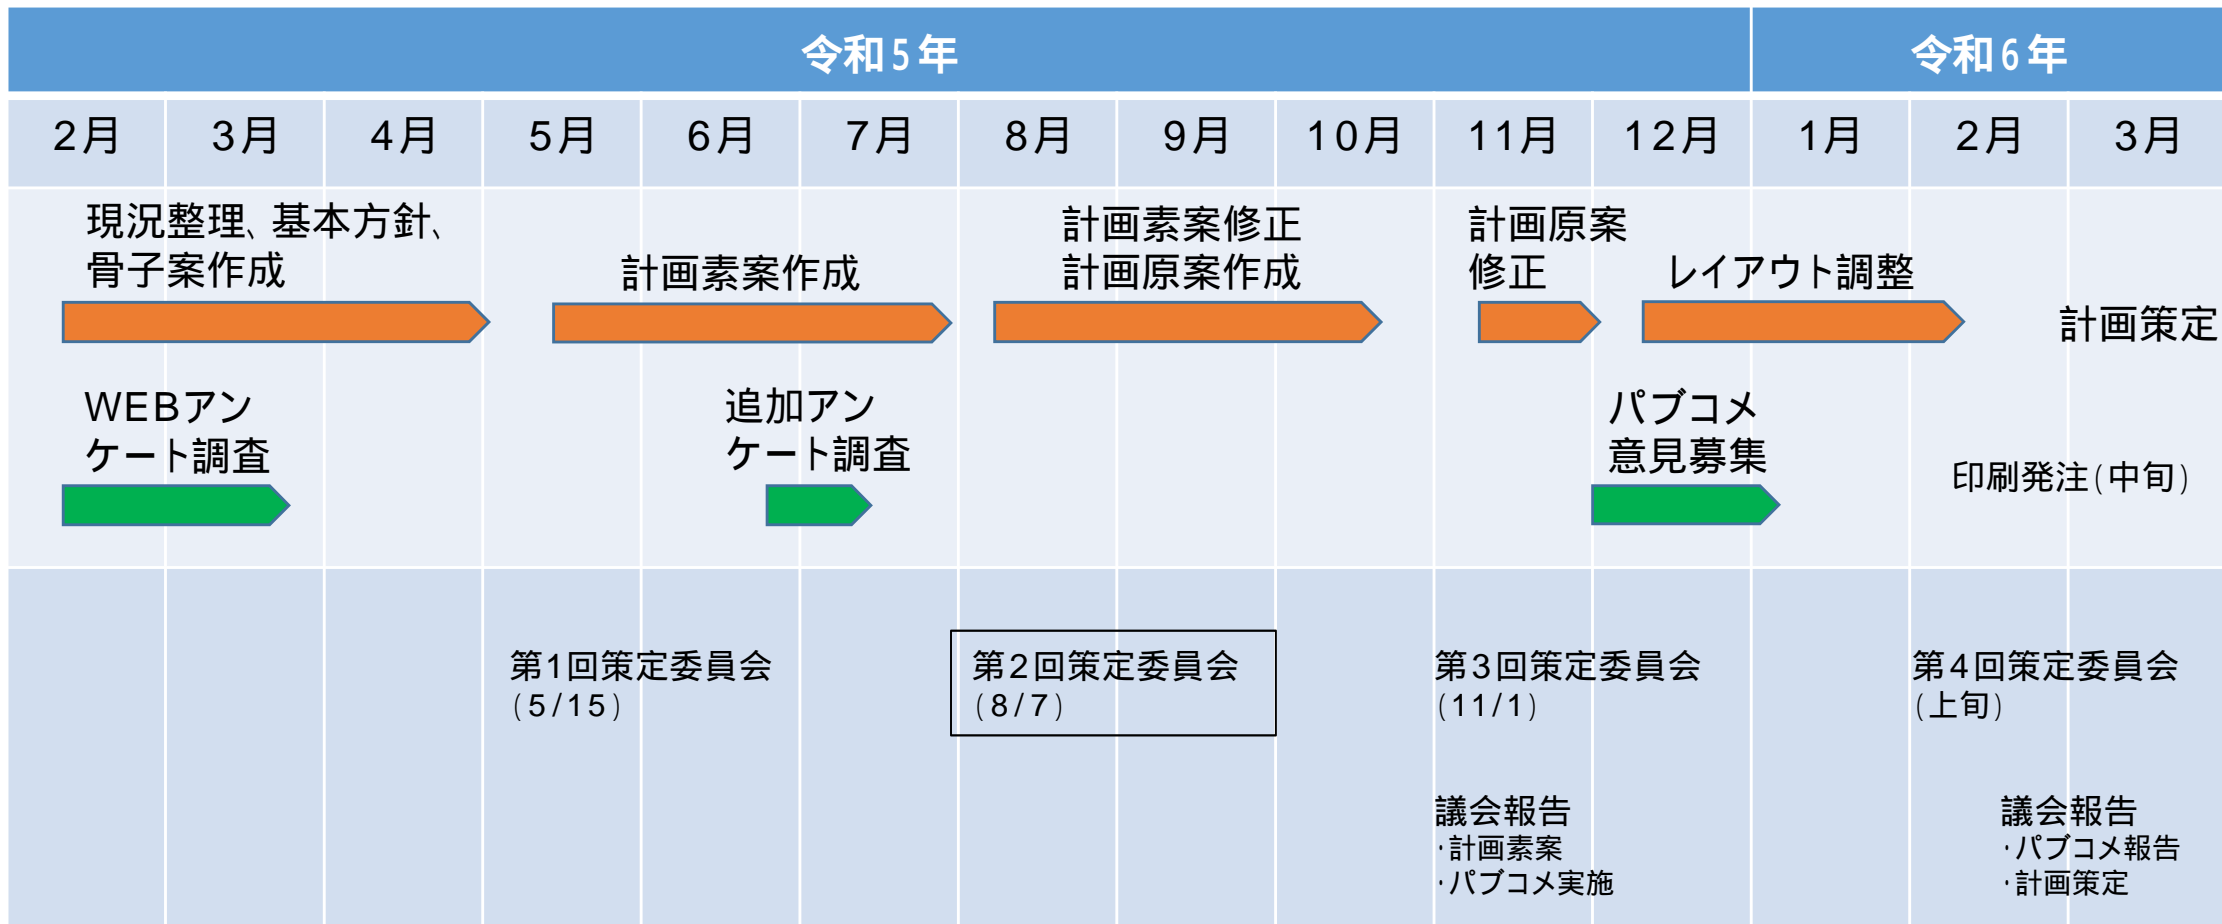 令和5年
令和6年
2月
3月
4月
5月
6月
7月
8月
9月
10月
11月
12月
1月
2月
3月
現況整理、基本方針、
骨子案作成
計画素案作成
計画素案修正
計画原案作成
計画原案
修正
レイアウト調整
計画策定
WEBアン
ケート調査
追加アン
ケート調査
パブコメ
意見募集
印刷発注(中旬)
第1回策定委員会
(5/15)
第2回策定委員会
(8/7)
第3回策定委員会
(11/1)
第4回策定委員会
(上旬)
議会報告
・計画素案
・パブコメ実施
議会報告
・パブコメ報告
・計画策定